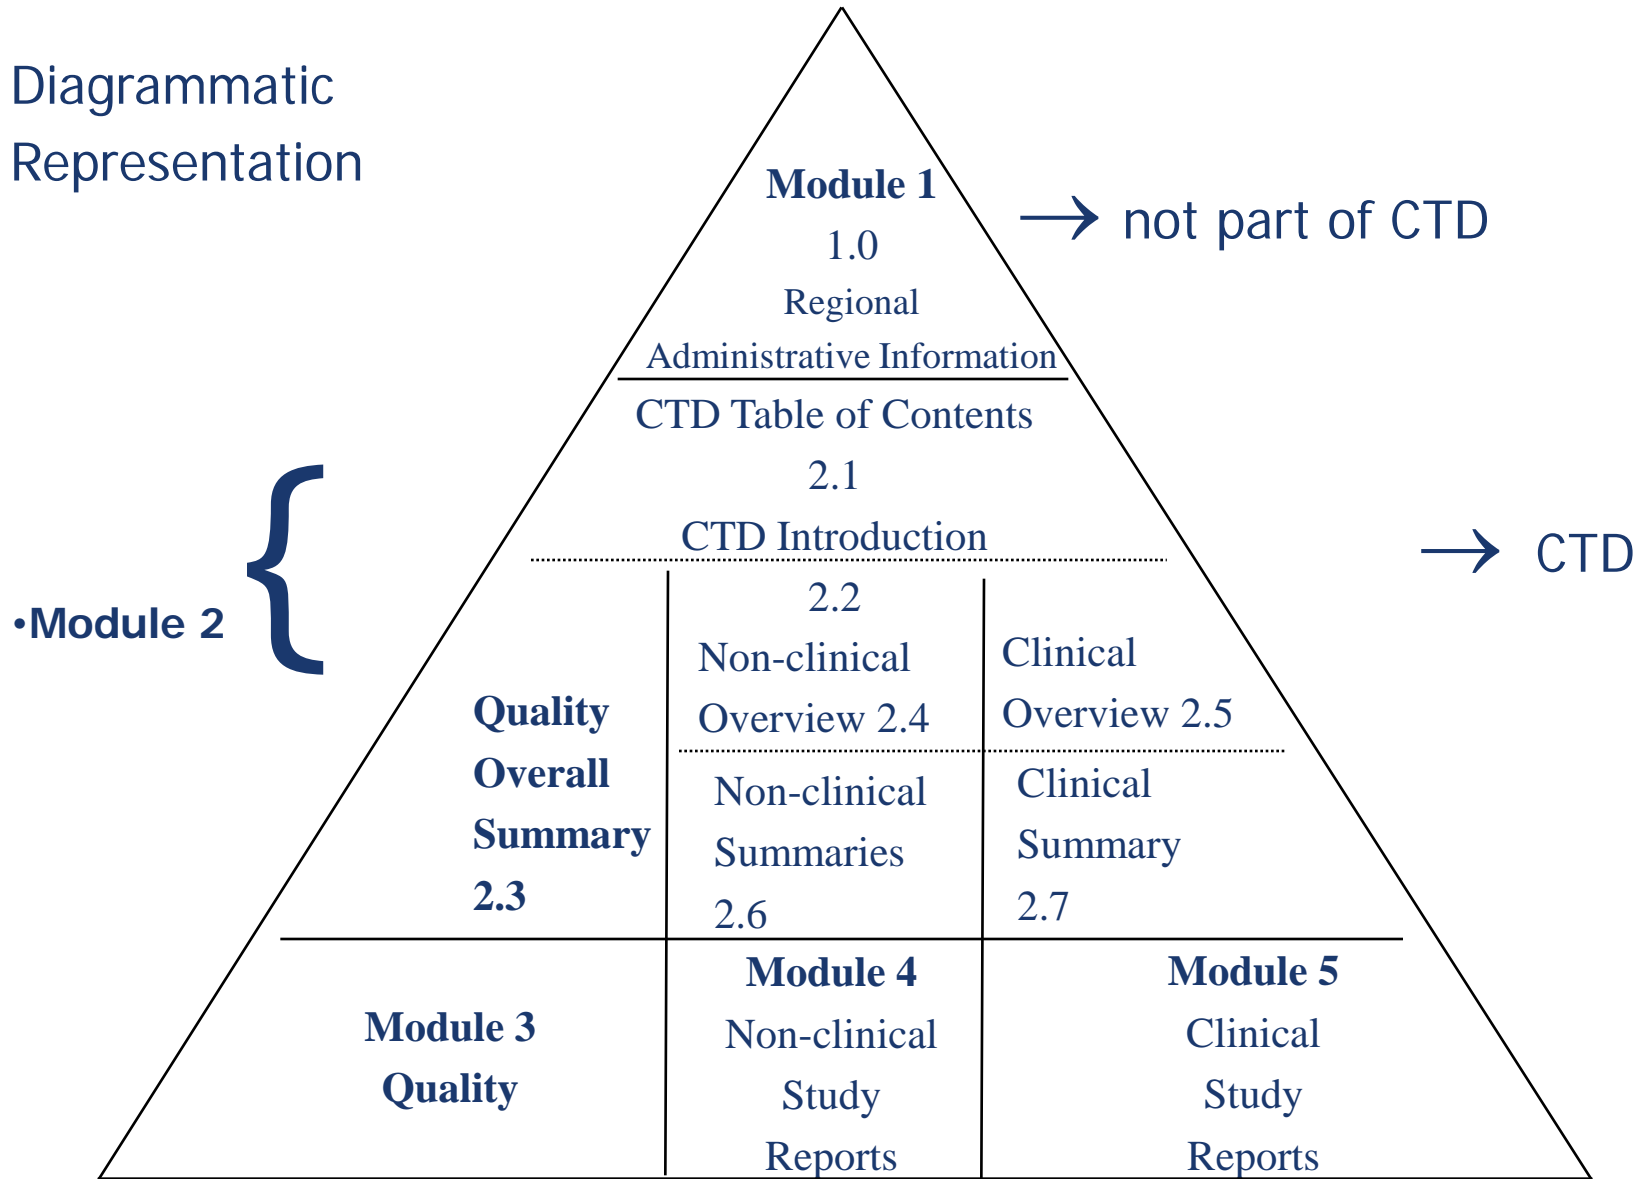 Diagrammatic
Representation
Module 1
1.0
Regional
Administrative Information
→ not part of CTD
CTD Table of Contents
2.1
CTD Introduction
2.2
→ CTD
•Module 2
{
Quality
Overall
Summary
2.3
Non-clinical
Overview 2.4
Clinical
Overview 2.5
Non-clinical
Summaries
2.6
Clinical
Summary
2.7
Module 3
Quality
Module 4
Non-clinical
Study
Reports
Module 5
Clinical
Study
Reports